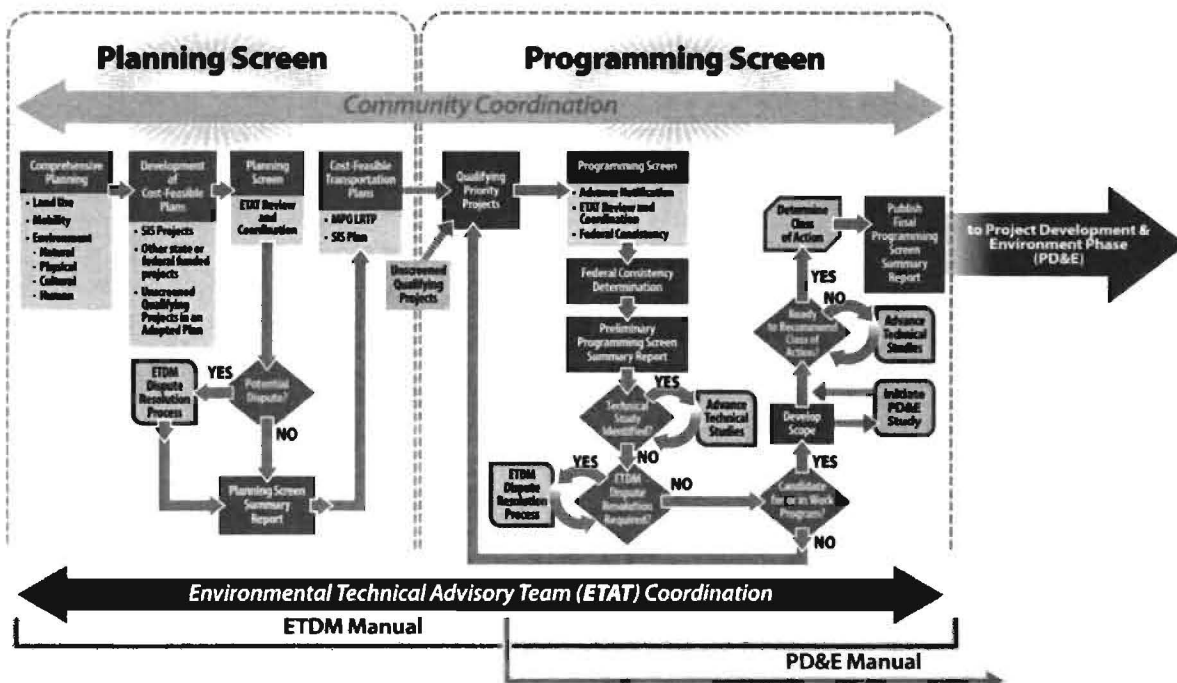 Planning Screen
Programming Screen
Community Coordination
Comprehensive
Planning
• Land Use
• Mobility
• Environment
• Natural
• Physical
• Cultural
• Human
Development
of
Cost-Feasible
Plans
• SIS Projects
• Other state or
federal funded
projects
• Unscreened
Qualifying
Projects in an
Adopted Plan
Planning
Screen
ETAT Review
and
Coordination
Cost-Feasible
Transportation
Plans
• MPO LRTP
• SIS Plan
Potential
Dispute?
YES
NO
ETDM
Dispute
Resolution
Process
Planning Screen
Summary
Report
Qualifying
Priority
Projects
Unscreened
Qualifying
Projects
Programming Screen
• Advance Notification
• ETAT Review and
Coordination
• Federal Consistency
Federal Consistency
Determination
Preliminary
Programming Screen
Summary Report
Technical
Study
Identified?
YES
Advance
Technical
Studies
NO
ETDM
Dispute
Resolution
Required?
YES
ETDM
Dispute
Resolution
Process
NO
Candidate
for or in Work
Program?
NO
YES
Develop
Scope
Initiate
PD&E
Study
Ready
to Recommend
Class of
Action?
NO
Advance
Technical
Studies
YES
Determine
Class
of Action
Publish
Final
Programming
Screen
Summary
Report
to Project Development &
Environment Phase
(PD&E)
Environmental Technical Advisory Team (ETAT) Coordination
ETDM Manual
PD&E Manual